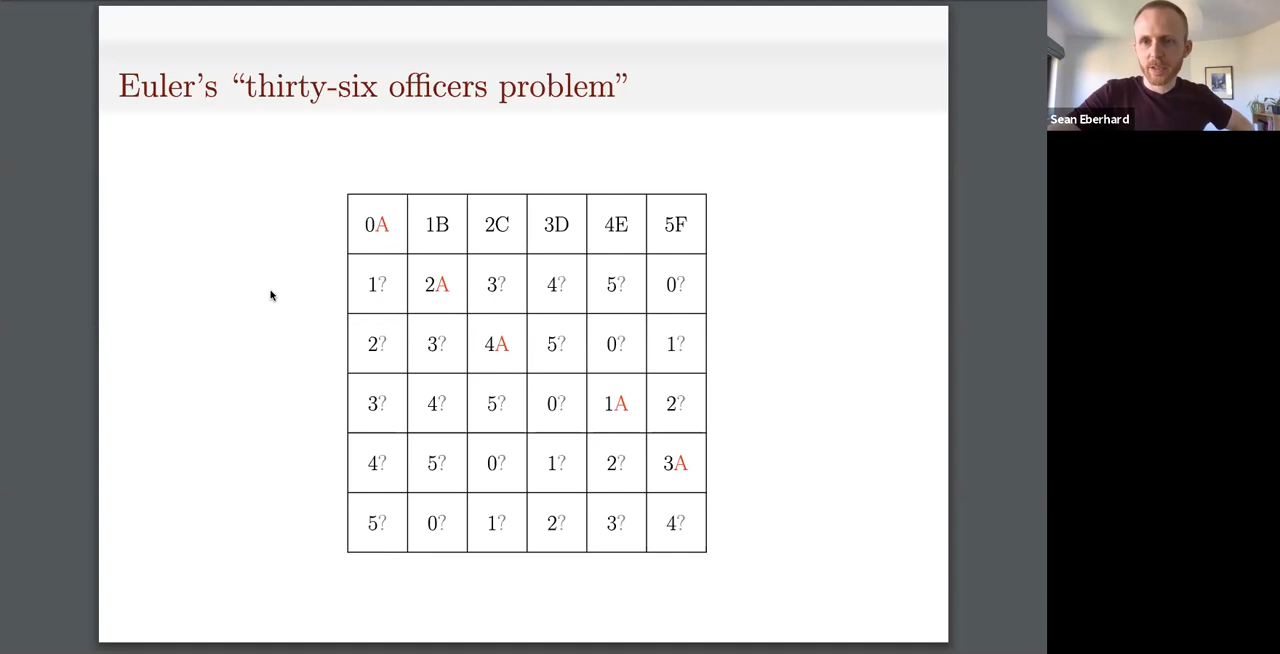 Euler's “thirty-six officers problem”
Sean Eberhard
0A 1B 2C 3D 4E 5F
1? 2A 3? 4? 5? 0?
2? 3? 4A 5? 0? 1?
3? 4? 5? 0? 1A 2?
4? 5? 0? 1? 2? 3A
5? 0? 1? 2? 3? 4?